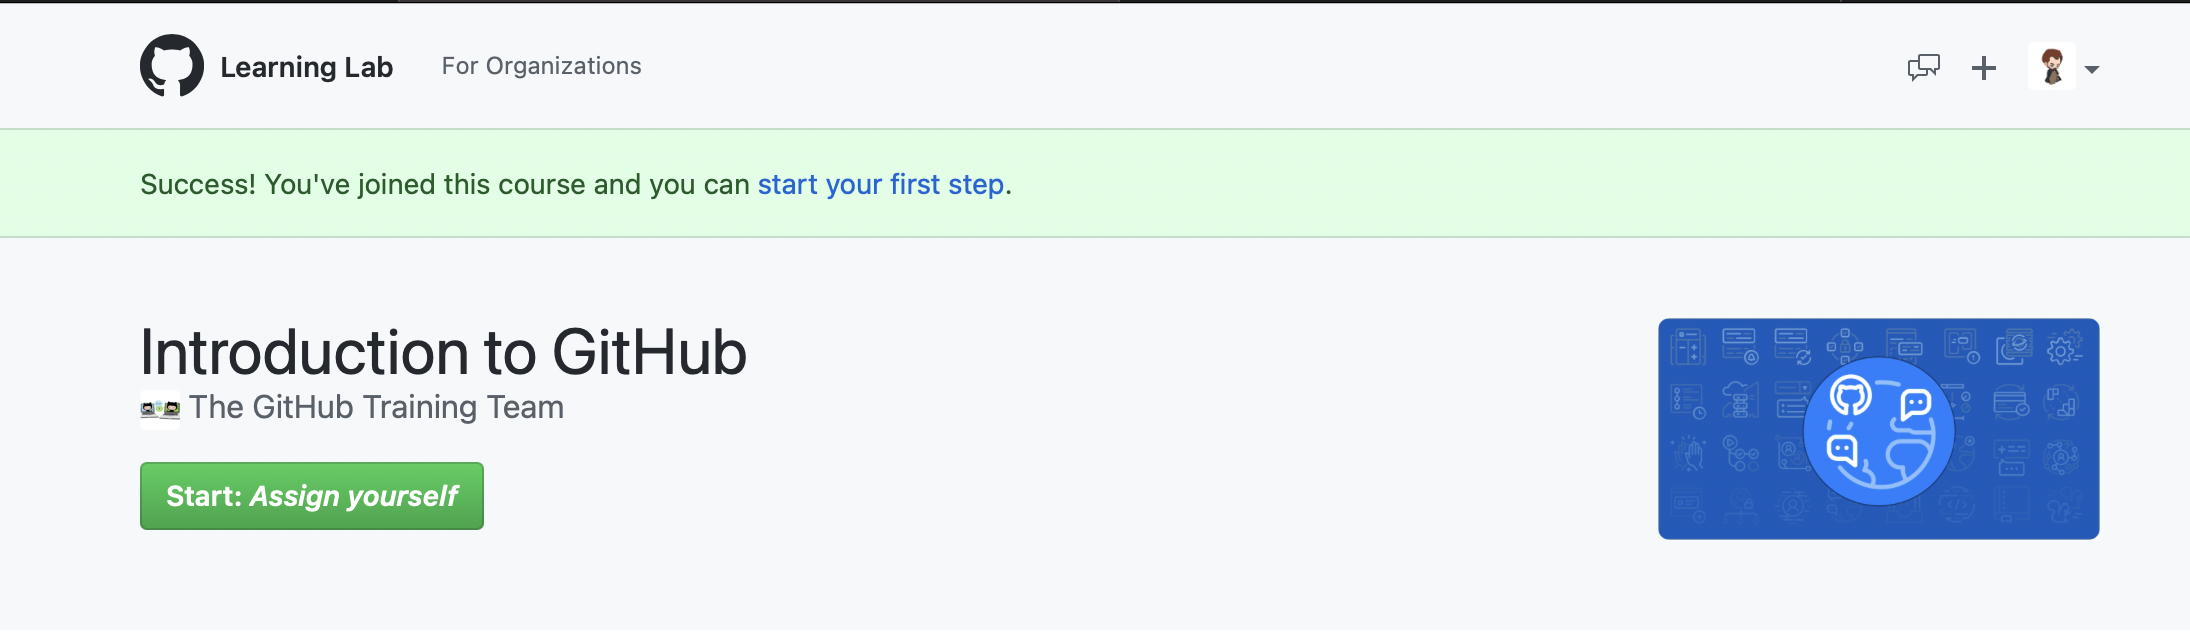 Learning Lab For Organizations
Success! You've joined this course and you can start your first step.
Introduction to GitHub
The GitHub Training Team
Start: Assign yourself